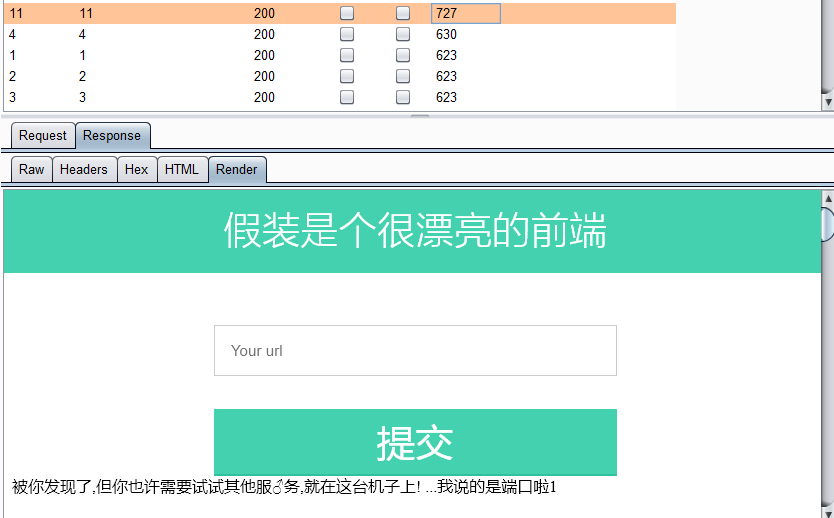 11 11 200 727
4 4 200 630
1 1 200 623
2 2 200 623
3 3 200 623
Request Response
Raw Headers Hex HTML Render
假装是个很漂亮的前端
Your url
提交
被你发现了,但你也许需要试试其他服♂务,就在这台机子上! ...我说的是端口啦1